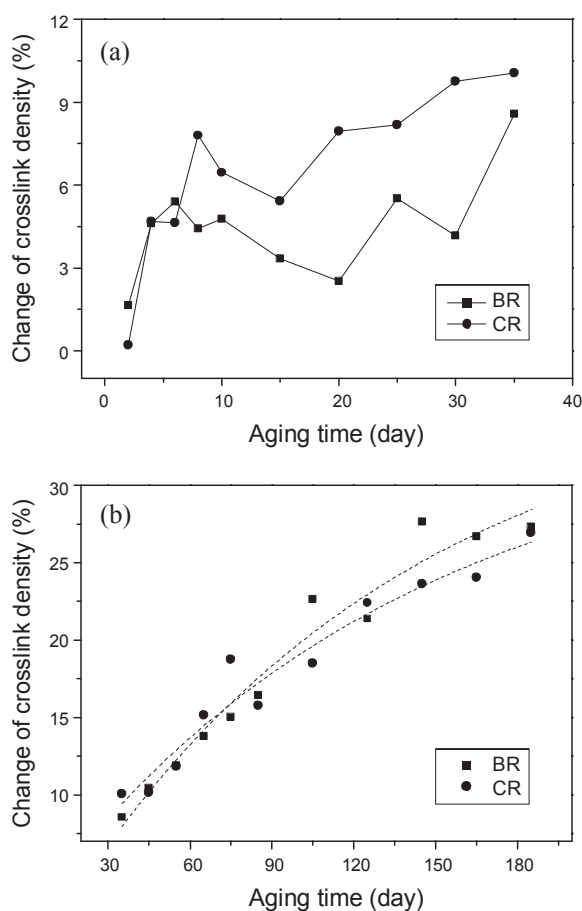 (a)
Change of crosslink density (%)
12
9
6
3
0
BR
CR
0 10 20 30 40
Aging time (day)
(b)
Change of crosslink density (%)
30
25
20
15
10
BR
CR
30 60 90 120 150 180
Aging time (day)